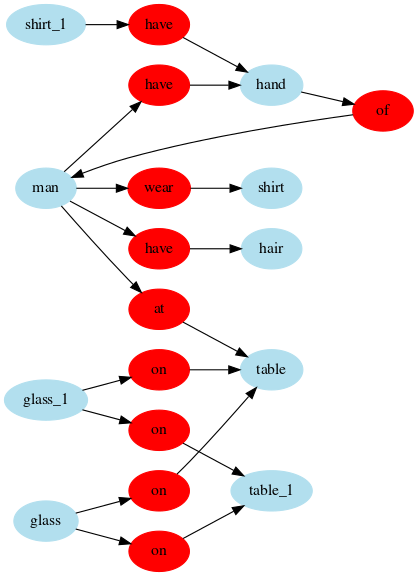 shirt_1 have
have hand
of
man wear shirt
have hair
at
on table
glass_1
on
on table_1
glass
on